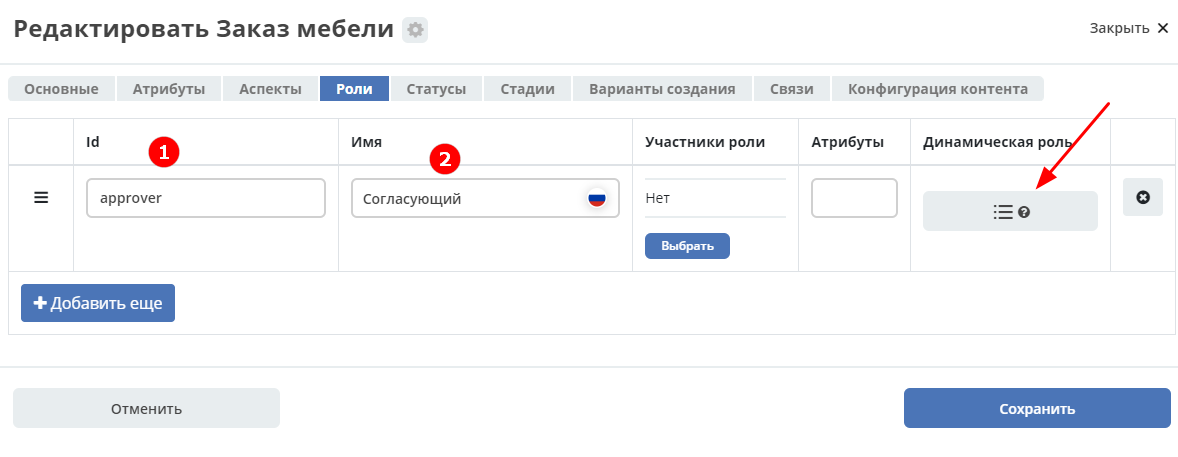 Редактировать Заказ мебели
Закрыть
Основные Атрибуты Аспекты Роли Статусы Стадии Варианты создания Связи Конфигурация контента
Id 1 Имя 2 Участники роли Атрибуты Динамическая роль
approver Согласующий Нет
Выбрать
Добавить еще
Отменить Сохранить